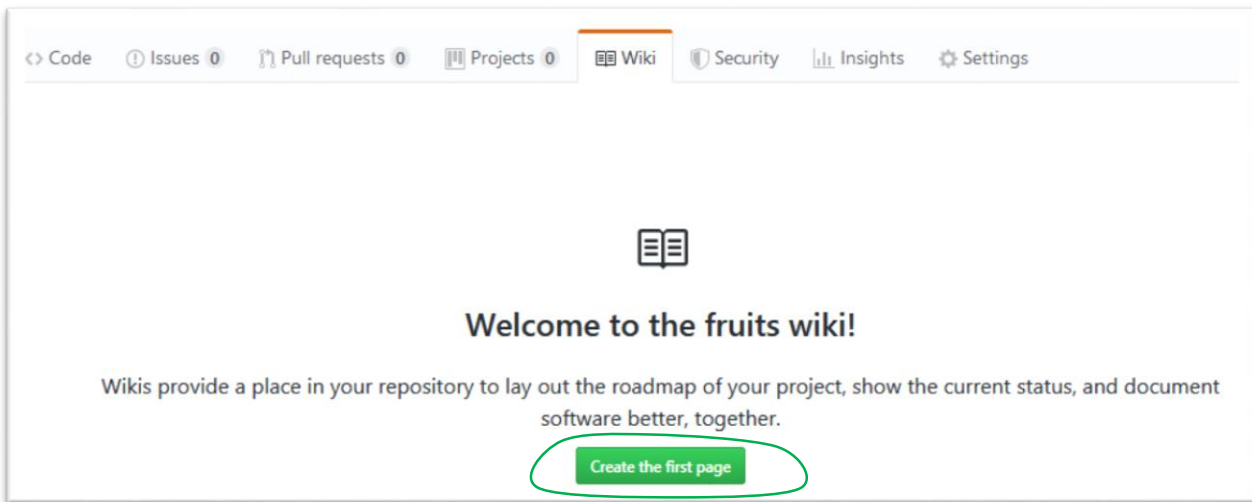 <> Code Issues 0 Pull requests 0 Projects 0 Wiki Security Insights Settings
Welcome to the fruits wiki!
Wikis provide a place in your repository to lay out the roadmap of your project, show the current status, and document
software better, together.
Create the first page